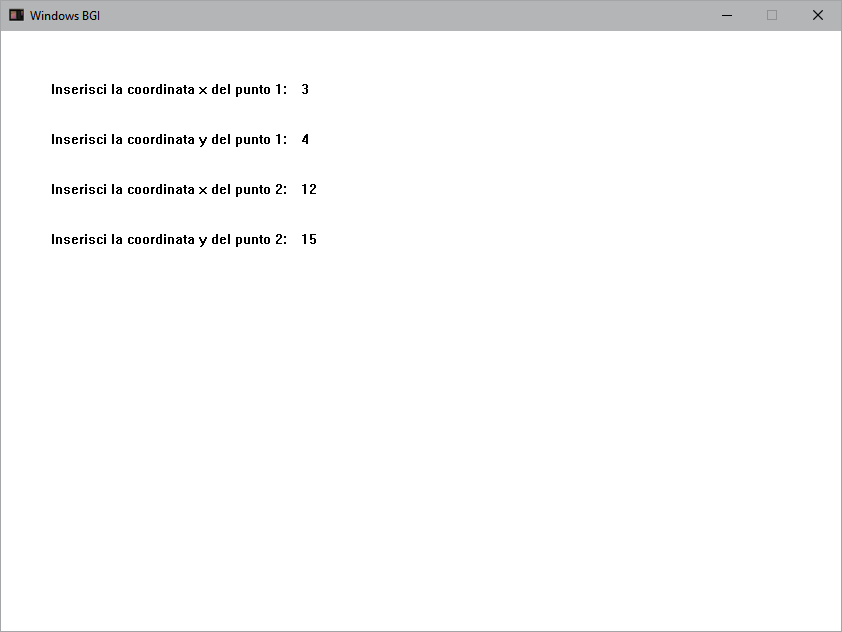 Windows BGI
Inserisci la coordinata x del punto 1: 3
Inserisci la coordinata y del punto 1: 4
Inserisci la coordinata x del punto 2: 12
Inserisci la coordinata y del punto 2: 15